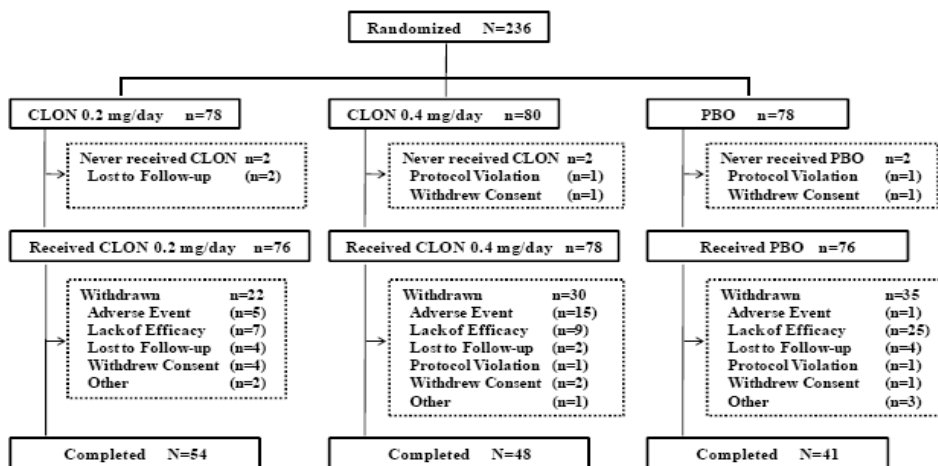 Randomized N=236
CLON 0.2 mg/day n=78
CLON 0.4 mg/day n=80
PBO n=78
Never received CLON n=2
Lost to Follow-up (n=2)
Never received CLON n=2
Protocol Violation (n=1)
Withdrew Consent (n=1)
Never received PBO n=2
Protocol Violation (n=1)
Withdrew Consent (n=1)
Received CLON 0.2 mg/day n=76
Received CLON 0.4 mg/day n=78
Received PBO n=76
Withdrawn n=22
Adverse Event (n=5)
Lack of Efficacy (n=7)
Lost to Follow-up (n=4)
Withdrew Consent (n=4)
Other (n=2)
Withdrawn n=30
Adverse Event (n=15)
Lack of Efficacy (n=9)
Lost to Follow-up (n=2)
Protocol Violation (n=1)
Withdrew Consent (n=2)
Other (n=1)
Withdrawn n=35
Adverse Event (n=1)
Lack of Efficacy (n=25)
Lost to Follow-up (n=4)
Protocol Violation (n=1)
Withdrew Consent (n=1)
Other (n=3)
Completed N=54
Completed N=48
Completed N=41